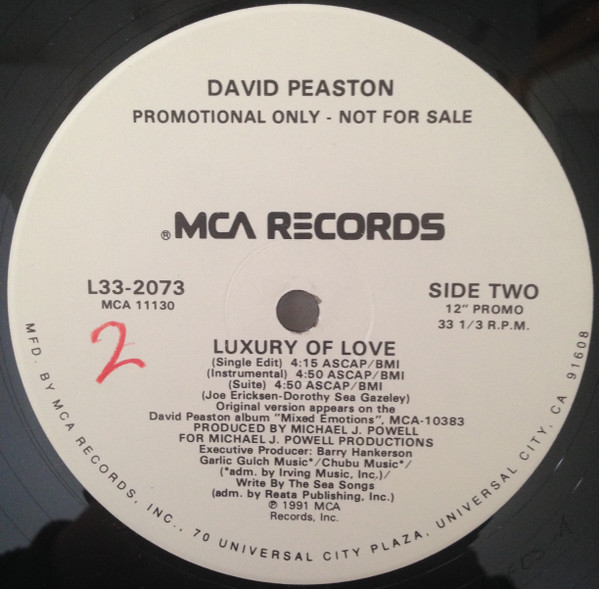 DAVID PEASTON
PROMOTIONAL ONLY - NOT FOR SALE
® MCA RECORDS
L33-2073
MCA 11130
SIDE TWO
12" PROMO
33 1/3 R.P.M.
2
LUXURY OF LOVE
(Single Edit) 4:15 ASCAP/BMI
(Instrumental) 4:50 ASCAP/BMI
(Suite) 4:50 ASCAP/BMI
(Joe Ericksen-Dorothy Sea Gazeley)
Original version appears on the
David Peaston album "Mixed Emotions", MCA-10383
PRODUCED BY MICHAEL J. POWELL
FOR MICHAEL J. POWELL PRODUCTIONS
Executive Producer: Barry Hankerson
Garlic Gulch Music*/Chubu Music*/
(*adm. by Irving Music, Inc.)/
Write By The Sea Songs
(adm. by Reata Publishing, Inc.)
℗ 1991 MCA
Records, Inc.
MFD. BY MCA RECORDS, INC., 70 UNIVERSAL CITY PLAZA, UNIVERSAL CITY, CA 91608